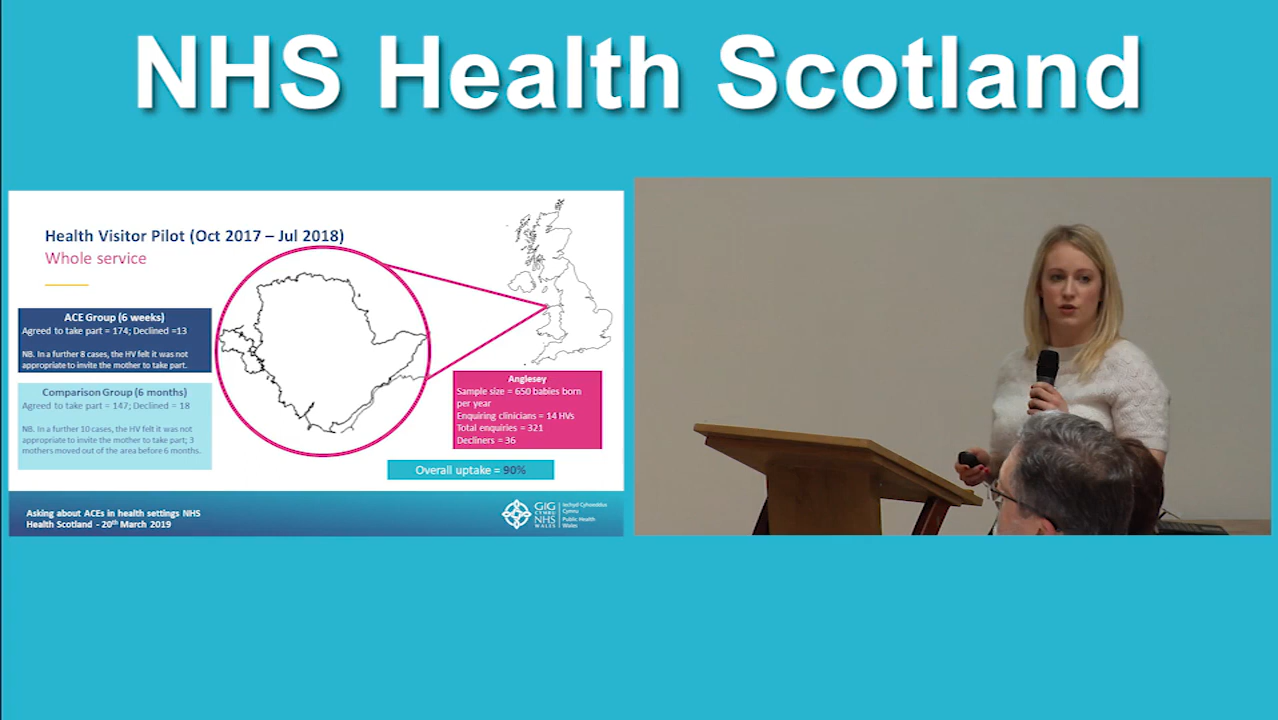 NHS Health Scotland
Health Visitor Pilot (Oct 2017 – Jul 2018)
Whole service
ACE Group (6 weeks)
Agreed to take part = 174; Declined =13
NB. In a further 8 cases, the HV felt it was not
appropriate to invite the mother to take part.
Comparison Group (6 months)
Agreed to take part = 147; Declined = 18
NB. In a further 10 cases, the HV felt it was not
appropriate to invite the mother to take part; 3
mothers moved out of the area before 6 months.
Anglesey
Sample size = 650 babies born
per year
Enquiring clinicians = 14 HVs
Total enquiries = 321
Decliners = 36
Overall uptake = 90%
Asking about ACEs in health settings NHS
Health Scotland - 20th March 2019
GIG
CYMRU
NHS
WALES
Iechyd Cyhoeddus
Cymru
Public Health
Wales